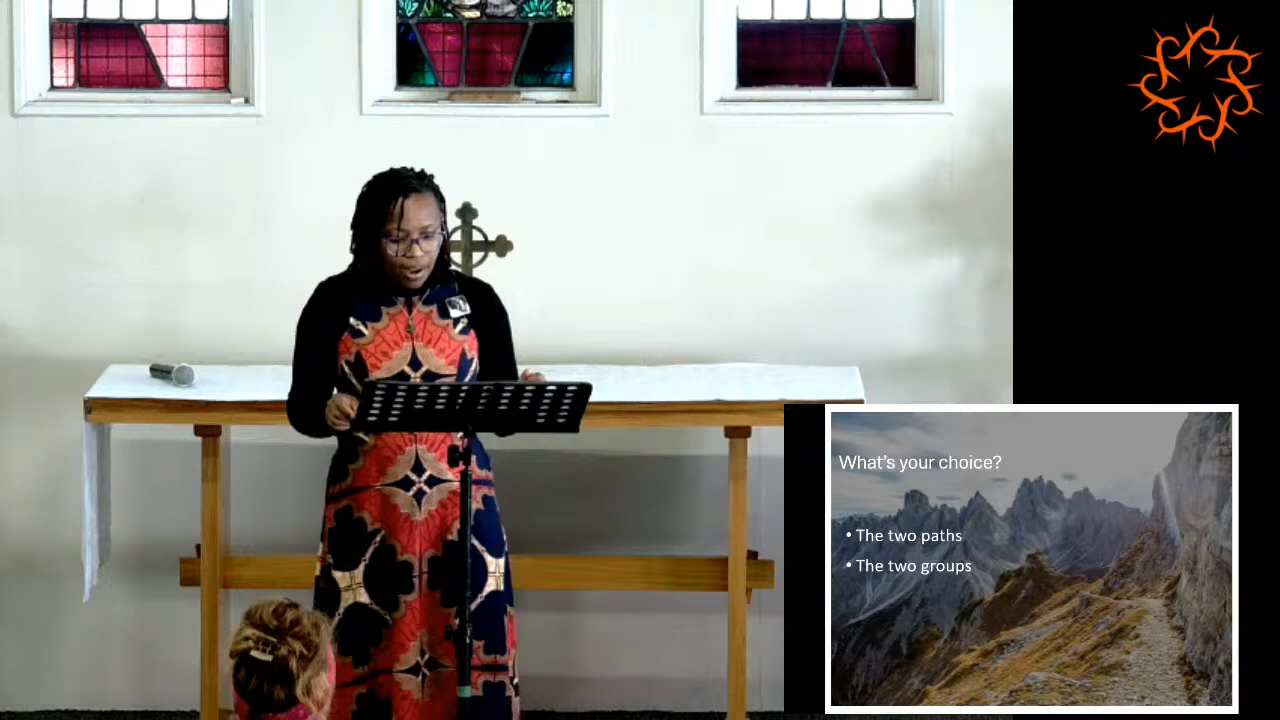 What's your choice?
• The two paths
• The two groups